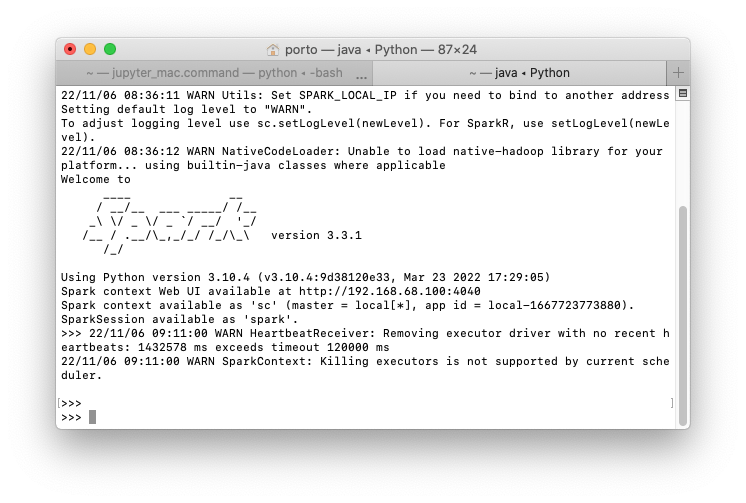 porto — java ◂ Python — 87×24
~ — jupyter_mac.command — python ◂ -bash ...
~ — java ◂ Python +
22/11/06 08:36:11 WARN Utils: Set SPARK_LOCAL_IP if you need to bind to another address
Setting default log level to "WARN".
To adjust logging level use sc.setLogLevel(newLevel). For SparkR, use setLogLevel(newLe
vel).
22/11/06 08:36:12 WARN NativeCodeLoader: Unable to load native-hadoop library for your
platform... using builtin-java classes where applicable
Welcome to
      ____              __
     / __/__  ___ _____/ /__
    _\ \/ _ \/ _ `/ __/  '_/
   /__ / .__/\_,_/_/ /_/\_\   version 3.3.1
      /_/
Using Python version 3.10.4 (v3.10.4:9d38120e33, Mar 23 2022 17:29:05)
Spark context Web UI available at http://192.168.68.100:4040
Spark context available as 'sc' (master = local[*], app id = local-1667723773880).
SparkSession available as 'spark'.
>>> 22/11/06 09:11:00 WARN HeartbeatReceiver: Removing executor driver with no recent h
eartbeats: 1432578 ms exceeds timeout 120000 ms
22/11/06 09:11:00 WARN SparkContext: Killing executors is not supported by current sche
duler.
[>>> ]
>>>